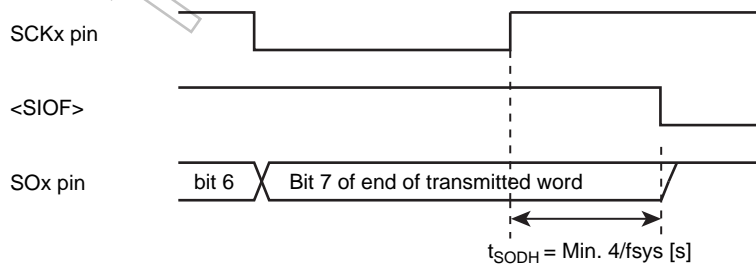 SCKx pin
<SIOF>
SOx pin
bit 6
Bit 7 of end of transmitted word
tSODH = Min. 4/fsys [s]